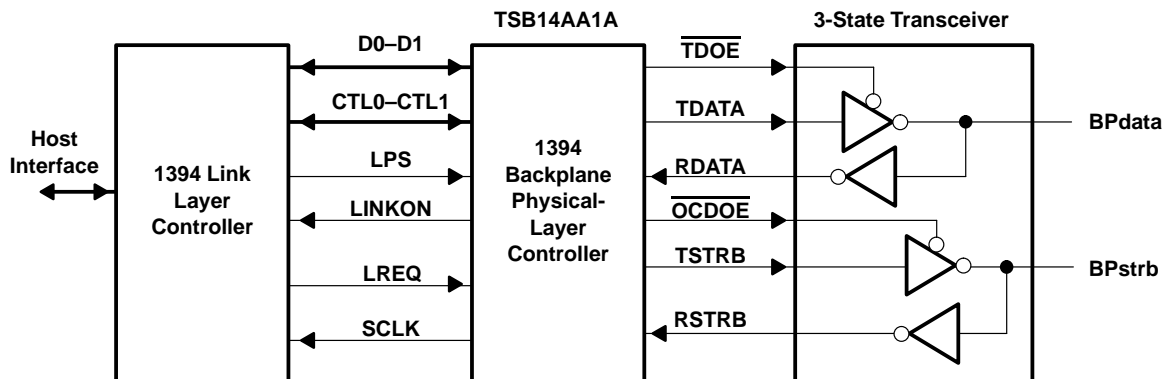 TSB14AA1A
3-State Transceiver
D0–D1
TDOE
CTL0–CTL1
TDATA
BPdata
Host
Interface
1394 Link
Layer
Controller
LPS
1394
Backplane
Physical-
Layer
Controller
RDATA
LINKON
OCDOE
TSTRB
BPstrb
LREQ
SCLK
RSTRB